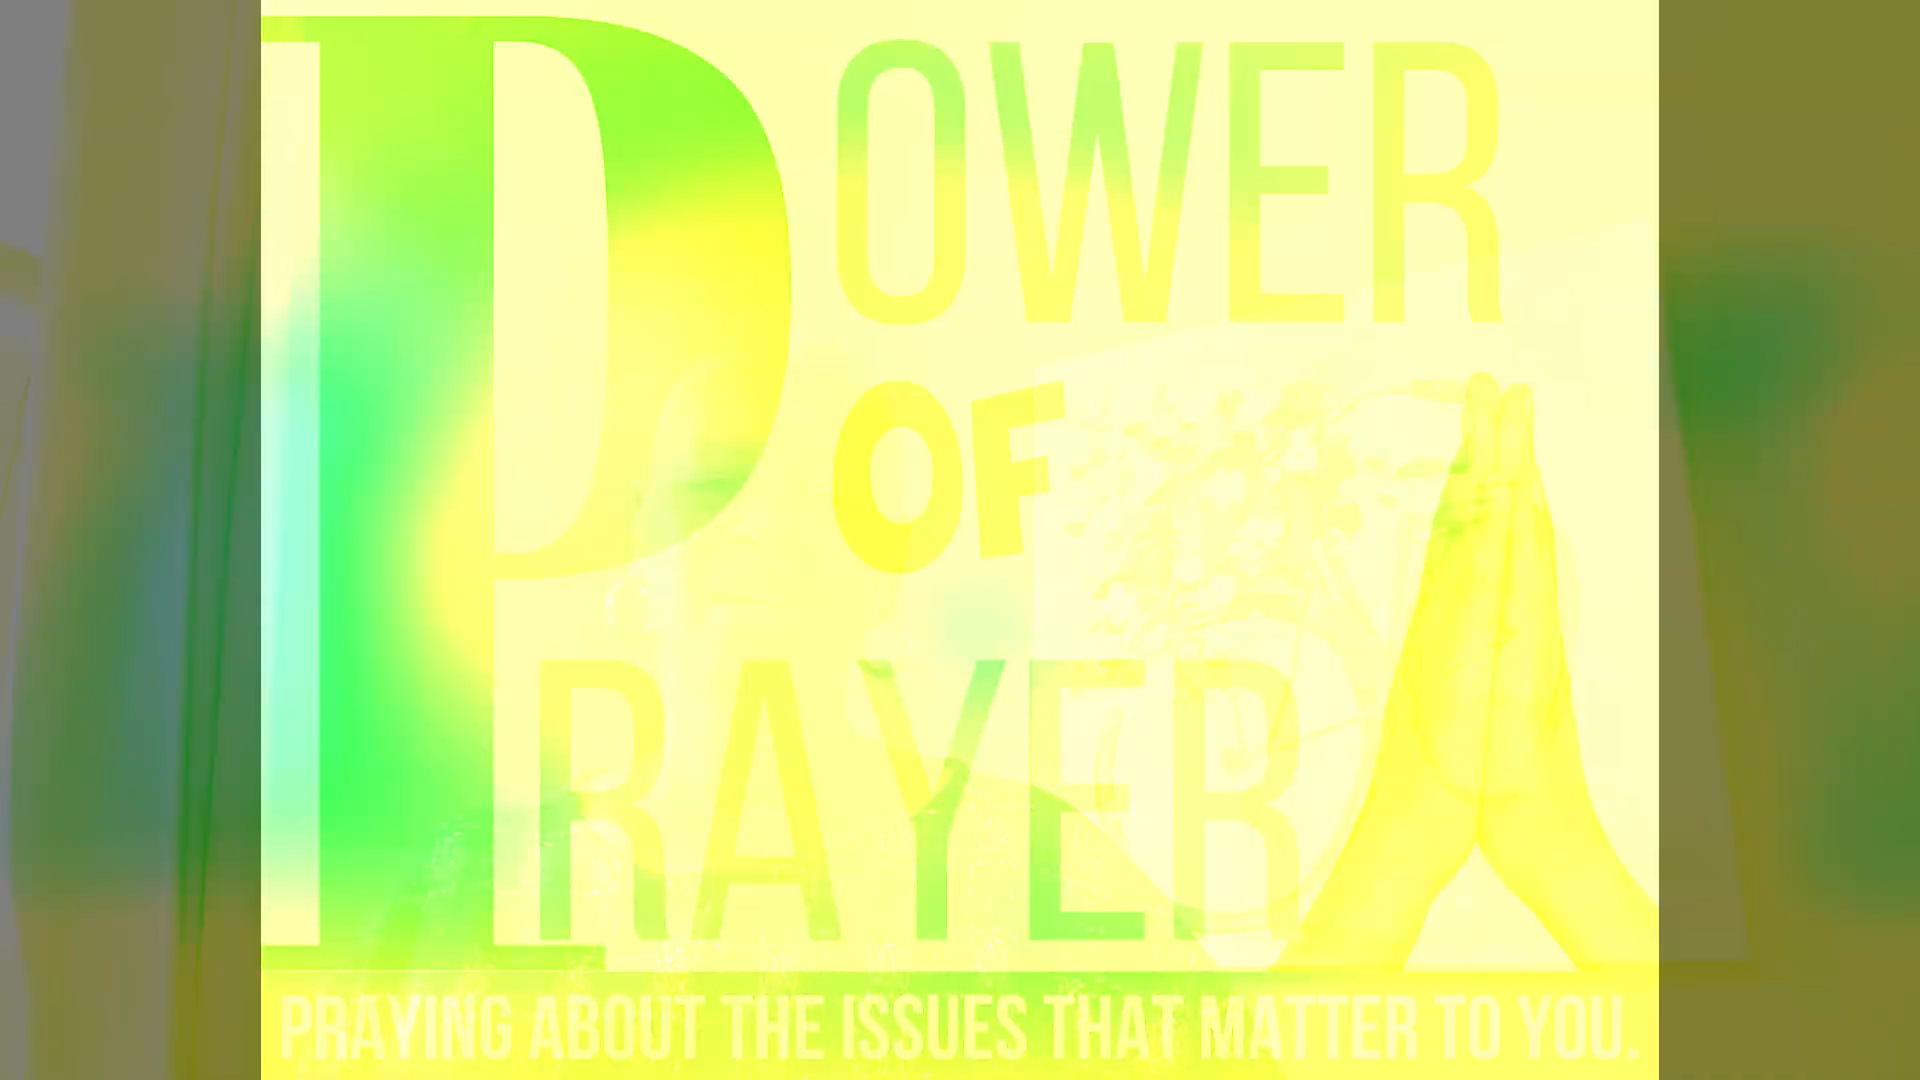 POWER
OF
PRAYER
PRAYING ABOUT THE ISSUES THAT MATTER TO YOU.